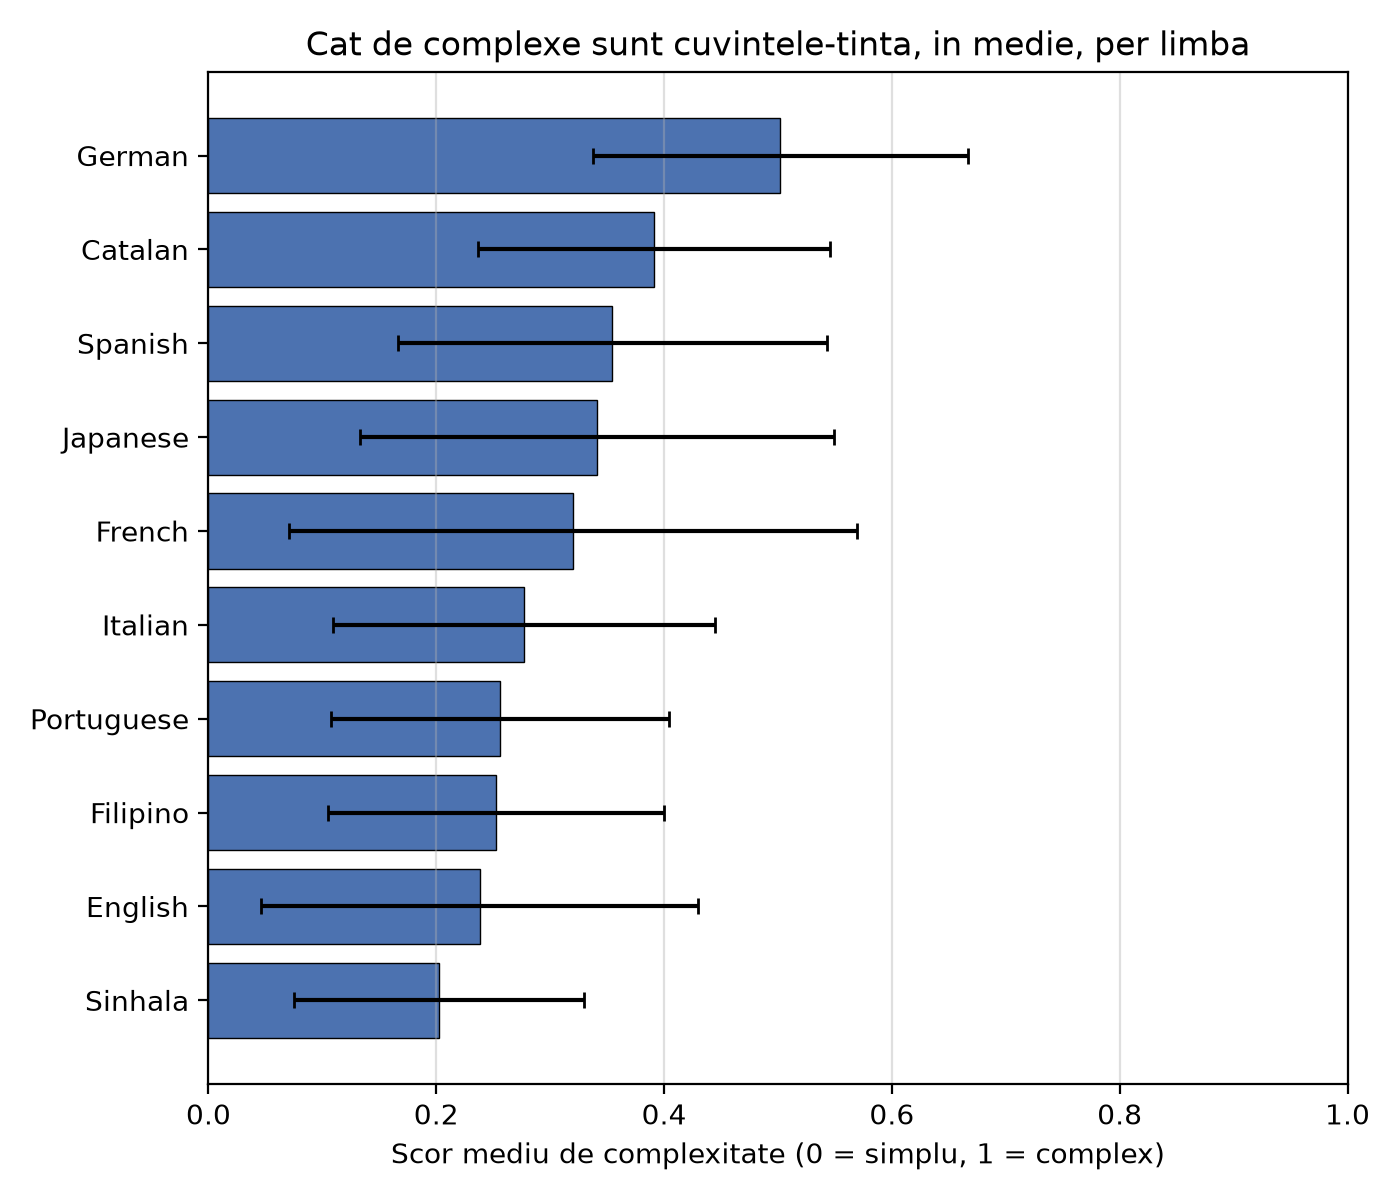 Cat de complexe sunt cuvintele-tinta, in medie, per limba
German
Catalan
Spanish
Japanese
French
Italian
Portuguese
Filipino
English
Sinhala
0.0 0.2 0.4 0.6 0.8 1.0
Scor mediu de complexitate (0 = simplu, 1 = complex)